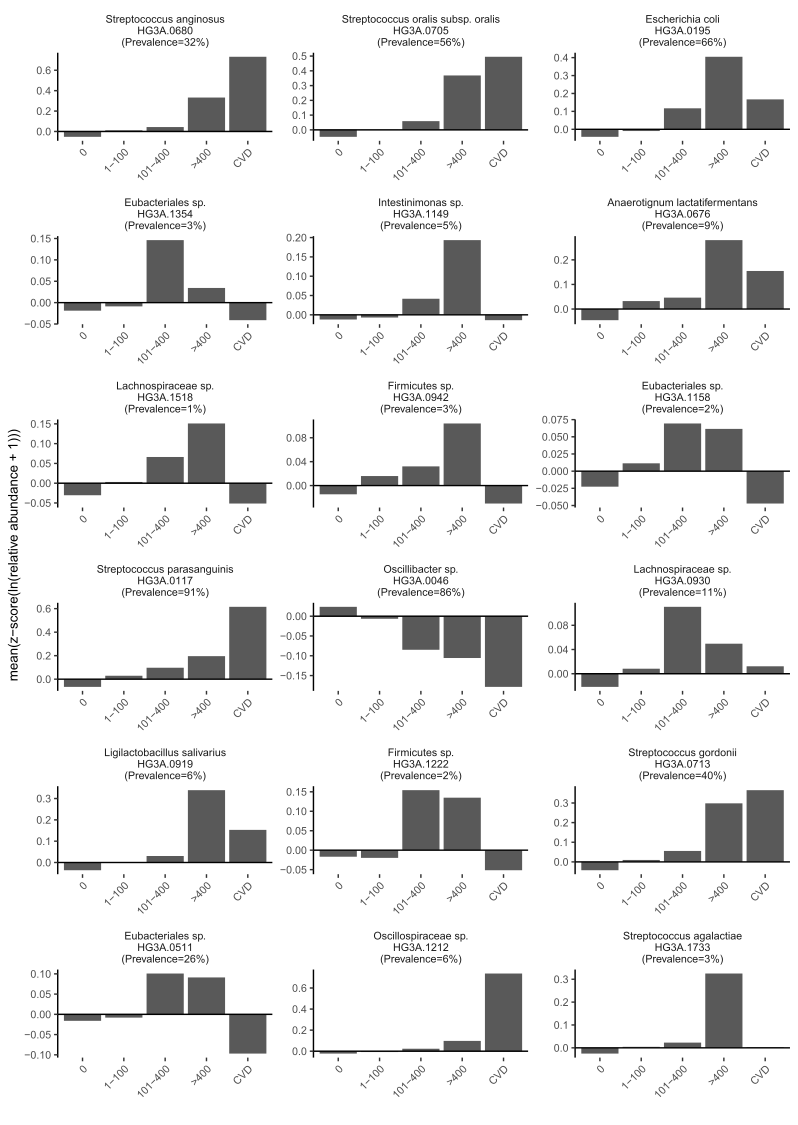 mean(z−score(ln(relative abundance + 1)))
Streptococcus anginosus
HG3A.0680
(Prevalence=32%)
0.6
0.4
0.2
0.0
0
1−100
101−400
>400
CVD
Streptococcus oralis subsp. oralis
HG3A.0705
(Prevalence=56%)
0.5
0.4
0.3
0.2
0.1
0.0
0
1−100
101−400
>400
CVD
Escherichia coli
HG3A.0195
(Prevalence=66%)
0.4
0.3
0.2
0.1
0.0
0
1−100
101−400
>400
CVD
Eubacteriales sp.
HG3A.1354
(Prevalence=3%)
0.15
0.10
0.05
0.00
−0.05
0
1−100
101−400
>400
CVD
Intestinimonas sp.
HG3A.1149
(Prevalence=5%)
0.20
0.15
0.10
0.05
0.00
0
1−100
101−400
>400
CVD
Anaerotignum lactatifermentans
HG3A.0676
(Prevalence=9%)
0.2
0.1
0.0
0
1−100
101−400
>400
CVD
Lachnospiraceae sp.
HG3A.1518
(Prevalence=1%)
0.15
0.10
0.05
0.00
−0.05
0
1−100
101−400
>400
CVD
Firmicutes sp.
HG3A.0942
(Prevalence=3%)
0.08
0.04
0.00
0
1−100
101−400
>400
CVD
Eubacteriales sp.
HG3A.1158
(Prevalence=2%)
0.075
0.050
0.025
0.000
−0.025
−0.050
0
1−100
101−400
>400
CVD
Streptococcus parasanguinis
HG3A.0117
(Prevalence=91%)
0.6
0.4
0.2
0.0
0
1−100
101−400
>400
CVD
Oscillibacter sp.
HG3A.0046
(Prevalence=86%)
0.00
−0.05
−0.10
−0.15
0
1−100
101−400
>400
CVD
Lachnospiraceae sp.
HG3A.0930
(Prevalence=11%)
0.08
0.04
0.00
0
1−100
101−400
>400
CVD
Ligilactobacillus salivarius
HG3A.0919
(Prevalence=6%)
0.3
0.2
0.1
0.0
0
1−100
101−400
>400
CVD
Firmicutes sp.
HG3A.1222
(Prevalence=2%)
0.15
0.10
0.05
0.00
−0.05
0
1−100
101−400
>400
CVD
Streptococcus gordonii
HG3A.0713
(Prevalence=40%)
0.3
0.2
0.1
0.0
0
1−100
101−400
>400
CVD
Eubacteriales sp.
HG3A.0511
(Prevalence=26%)
0.10
0.05
0.00
−0.05
−0.10
0
1−100
101−400
>400
CVD
Oscillospiraceae sp.
HG3A.1212
(Prevalence=6%)
0.6
0.4
0.2
0.0
0
1−100
101−400
>400
CVD
Streptococcus agalactiae
HG3A.1733
(Prevalence=3%)
0.3
0.2
0.1
0.0
0
1−100
101−400
>400
CVD